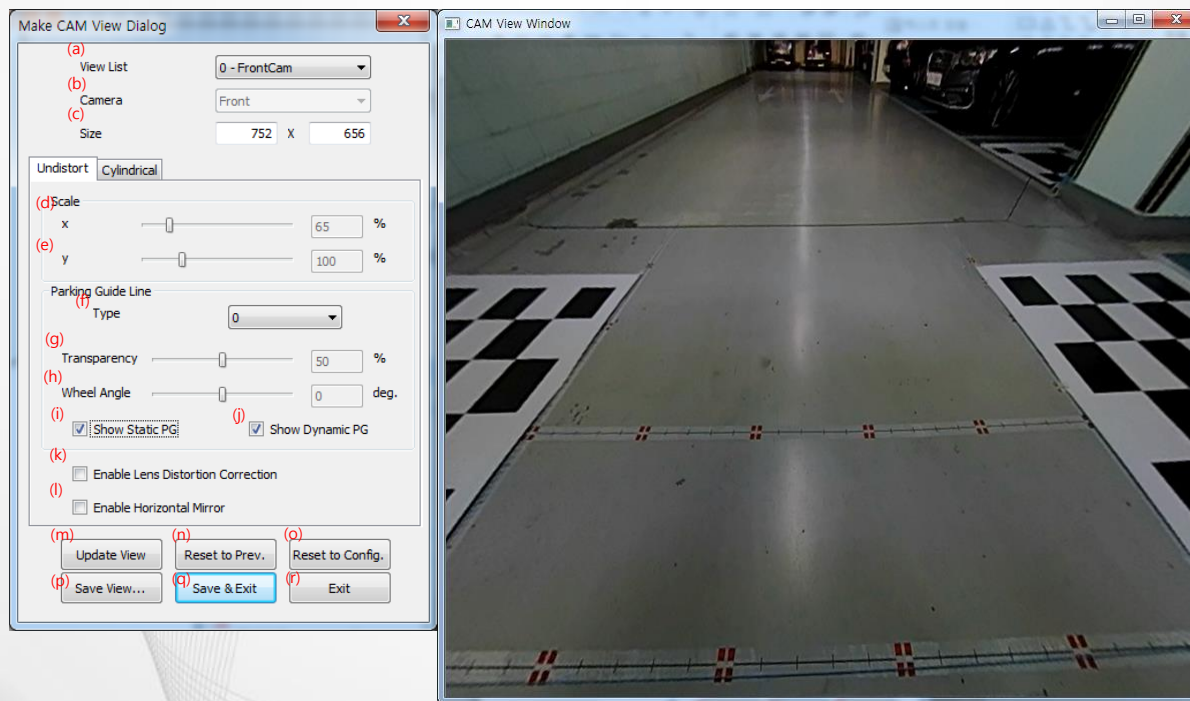 Make CAM View Dialog
(a)
View List 0 - FrontCam
(b)
Camera Front
(c)
Size 752 X 656
Undistort Cylindrical
(d) Scale
x 65 %
(e)
y 100 %
Parking Guide Line
(f)
Type 0
(g)
Transparency 50 %
(h)
Wheel Angle 0 deg.
(i) (j)
Show Static PG Show Dynamic PG
(k)
Enable Lens Distortion Correction
(l)
Enable Horizontal Mirror
(m) (n) (o)
Update View Reset to Prev. Reset to Config.
(p) Save View... (q) Save & Exit (r) Exit
CAM View Window